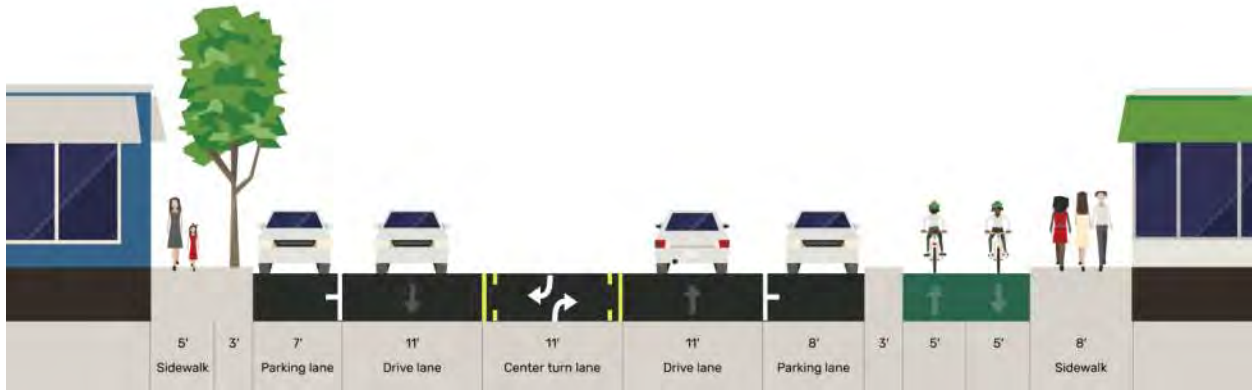 5' 3' 7' 11' 11' 11' 8' 3' 5' 5' 8'
Sidewalk Parking lane Drive lane Center turn lane Drive lane Parking lane Sidewalk